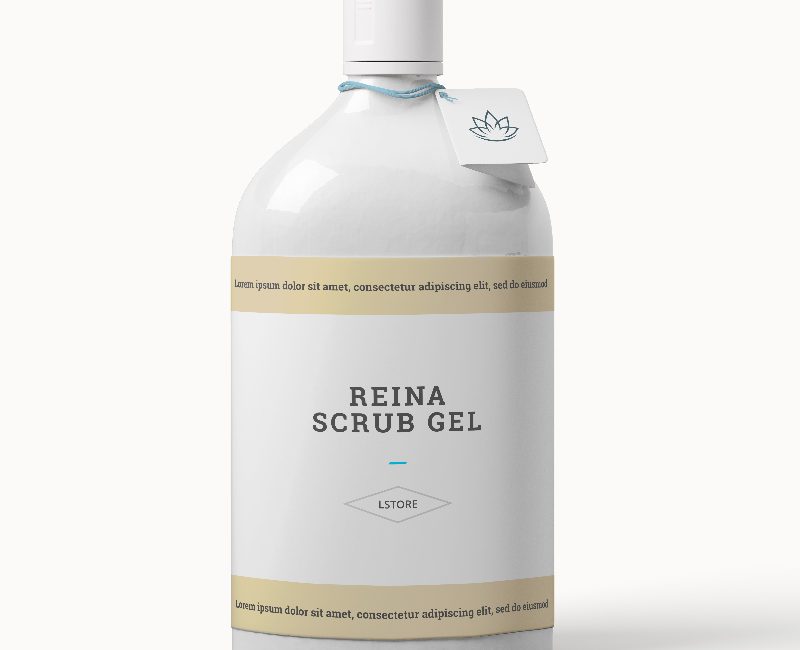 Lorem ipsum dolor sit amet, consectetur adipiscing elit, sed do eiusmod
REINA
SCRUB GEL
LSTORE
Lorem ipsum dolor sit amet, consectetur adipiscing elit, sed do eiusmod